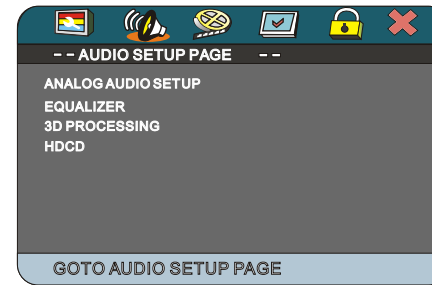 - - AUDIO SETUP PAGE - -
ANALOG AUDIO SETUP
EQUALIZER
3D PROCESSING
HDCD
GOTO AUDIO SETUP PAGE